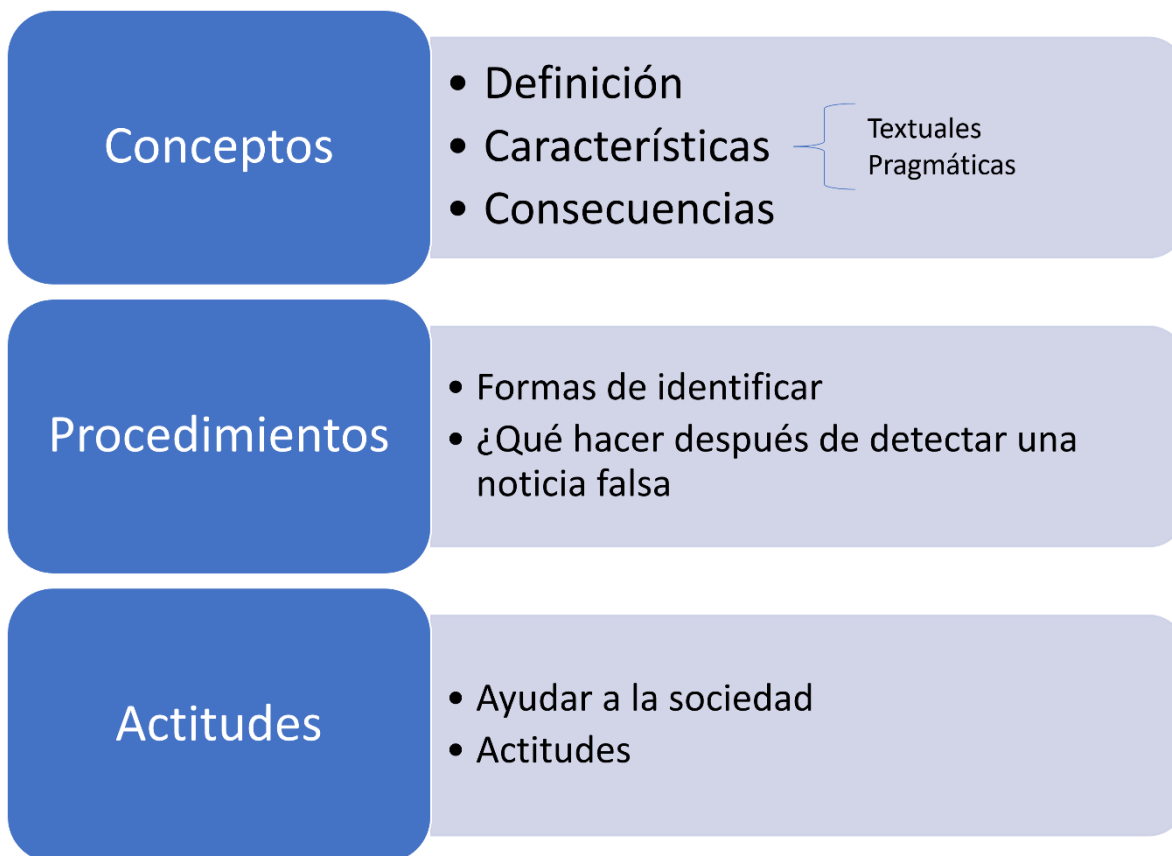 Conceptos
• Definición
• Características
Textuales
Pragmáticas
• Consecuencias
Procedimientos
• Formas de identificar
• ¿Qué hacer después de detectar una
noticia falsa
Actitudes
• Ayudar a la sociedad
• Actitudes